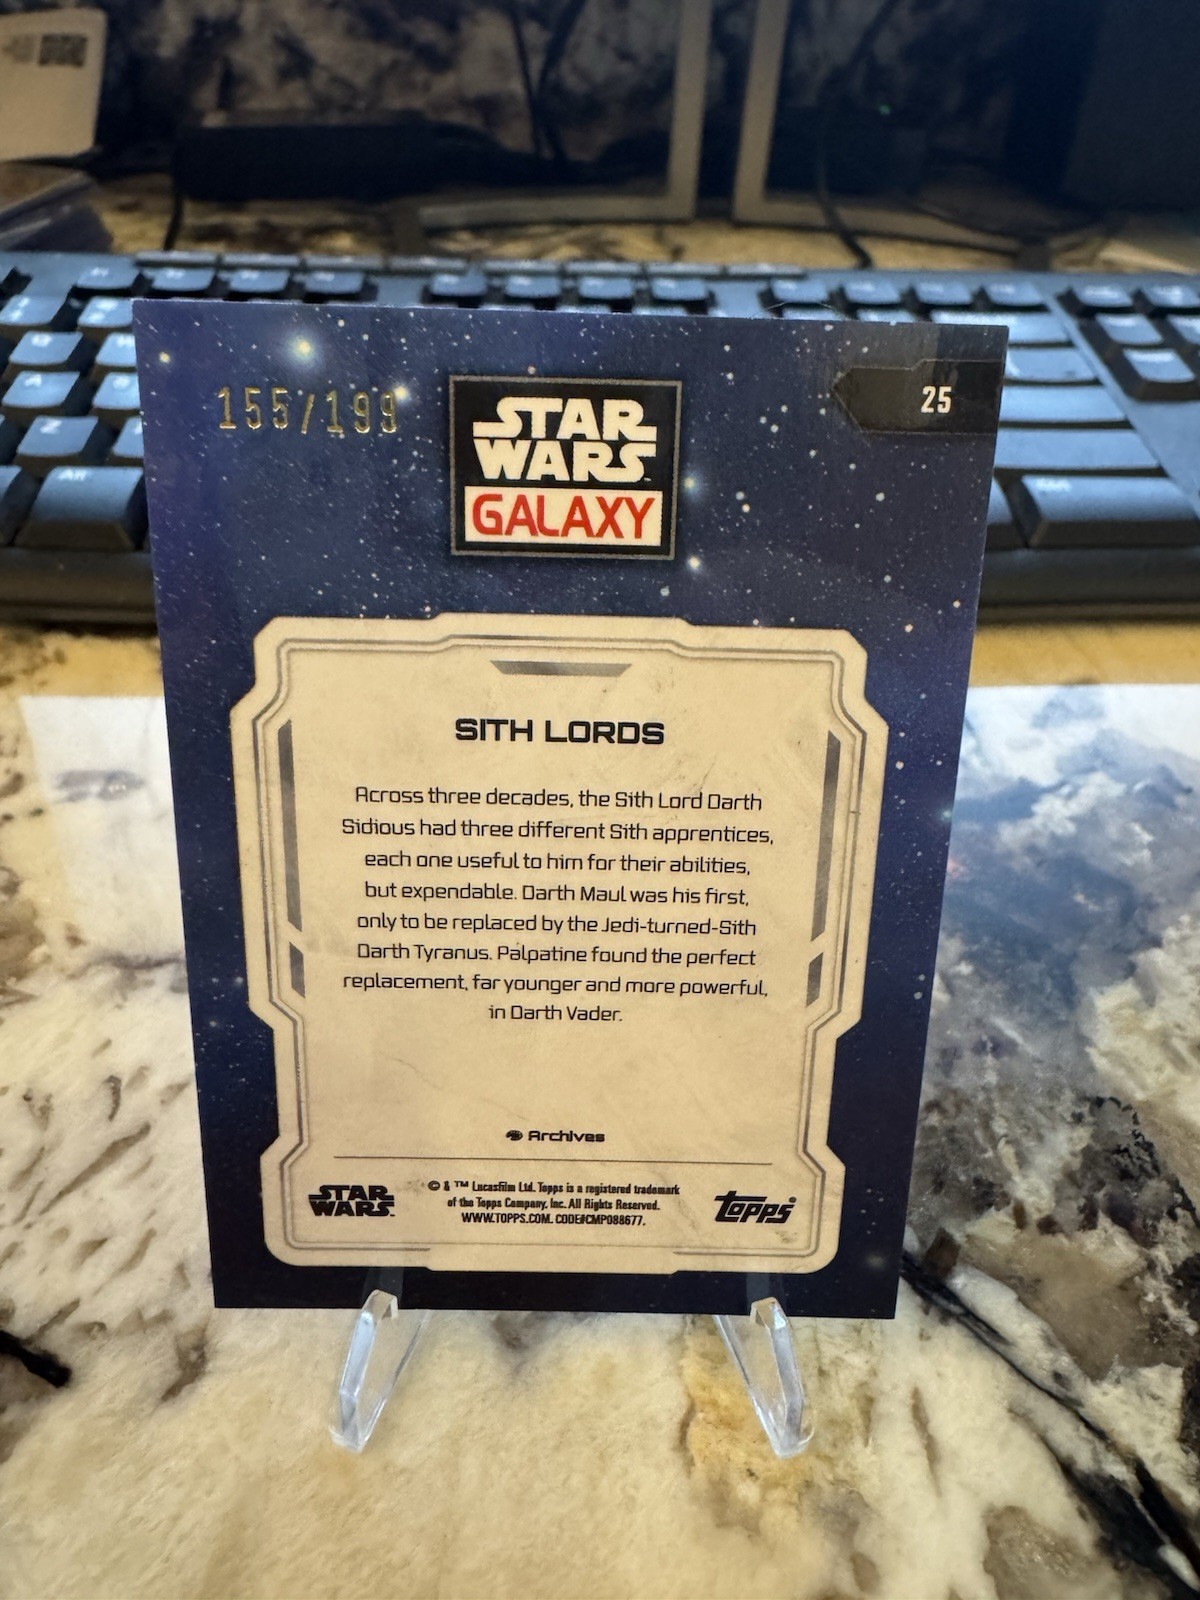 155/199
25
STAR
WARS
GALAXY
SITH LORDS
Across three decades, the Sith Lord Darth
Sidious had three different Sith apprentices,
each one useful to him for their abilities,
but expendable. Darth Maul was his first,
only to be replaced by the Jedi-turned-Sith
Darth Tyranus. Palpatine found the perfect
replacement, far younger and more powerful,
in Darth Vader.
Archives
STAR
WARS
© & ™ Lucasfilm Ltd. Topps is a registered trademark
of the Topps Company, Inc. All Rights Reserved.
WWW.TOPPS.COM. CODE#CMP088677.
topps®